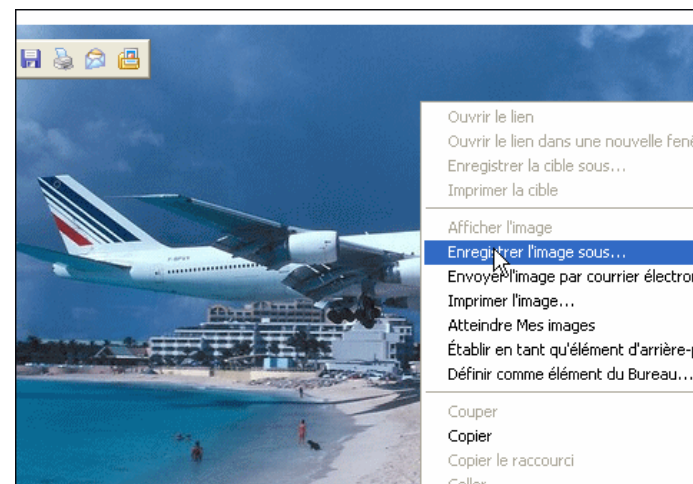 Ouvrir le lien
Ouvrir le lien dans une nouvelle fenê
Enregistrer la cible sous...
Imprimer la cible
Afficher l'image
Enregistrer l'image sous...
Envoyer l'image par courrier électron
Imprimer l'image...
Atteindre Mes images
Établir en tant qu'élément d'arrière-p
Définir comme élément du Bureau...
Couper
Copier
Copier le raccourci
Coller